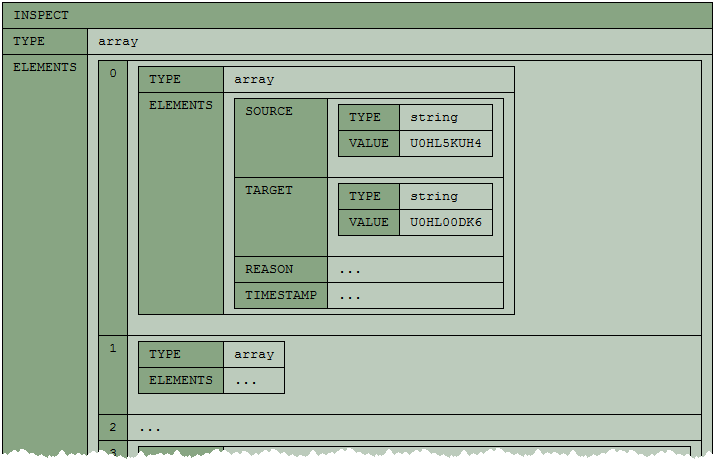 INSPECT
TYPE array
ELEMENTS
0
TYPE array
ELEMENTS
SOURCE
TYPE string
VALUE U0HL5KUH4
TARGET
TYPE string
VALUE U0HL00DK6
REASON ...
TIMESTAMP ...
1
TYPE array
ELEMENTS ...
2 ...
3